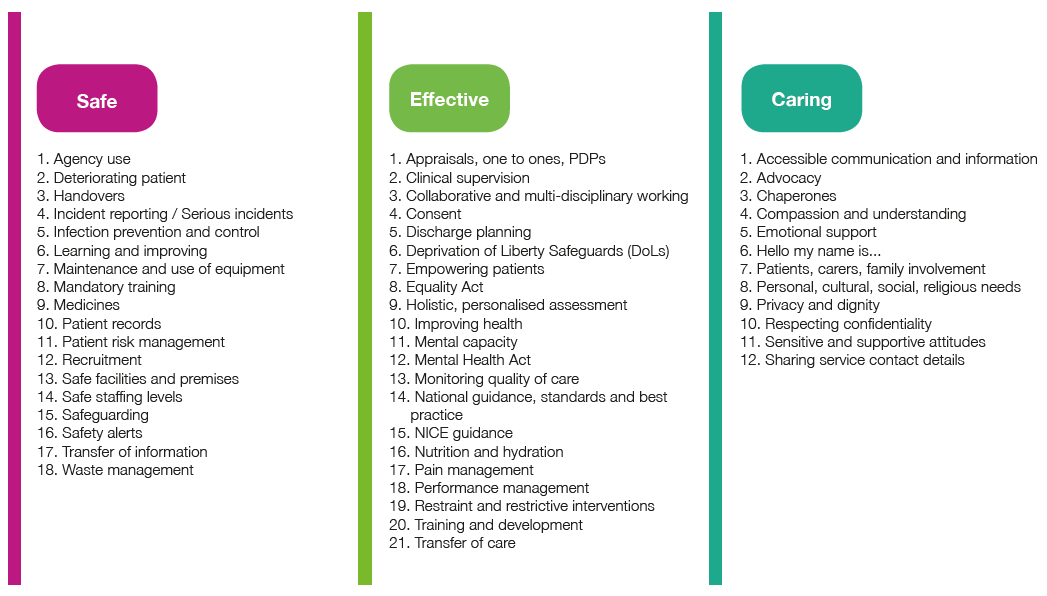 Safe
1. Agency use
2. Deteriorating patient
3. Handovers
4. Incident reporting / Serious incidents
5. Infection prevention and control
6. Learning and improving
7. Maintenance and use of equipment
8. Mandatory training
9. Medicines
10. Patient records
11. Patient risk management
12. Recruitment
13. Safe facilities and premises
14. Safe staffing levels
15. Safeguarding
16. Safety alerts
17. Transfer of information
18. Waste management
Effective
1. Appraisals, one to ones, PDPs
2. Clinical supervision
3. Collaborative and multi-disciplinary working
4. Consent
5. Discharge planning
6. Deprivation of Liberty Safeguards (DoLs)
7. Empowering patients
8. Equality Act
9. Holistic, personalised assessment
10. Improving health
11. Mental capacity
12. Mental Health Act
13. Monitoring quality of care
14. National guidance, standards and best
practice
15. NICE guidance
16. Nutrition and hydration
17. Pain management
18. Performance management
19. Restraint and restrictive interventions
20. Training and development
21. Transfer of care
Caring
1. Accessible communication and information
2. Advocacy
3. Chaperones
4. Compassion and understanding
5. Emotional support
6. Hello my name is...
7. Patients, carers, family involvement
8. Personal, cultural, social, religious needs
9. Privacy and dignity
10. Respecting confidentiality
11. Sensitive and supportive attitudes
12. Sharing service contact details